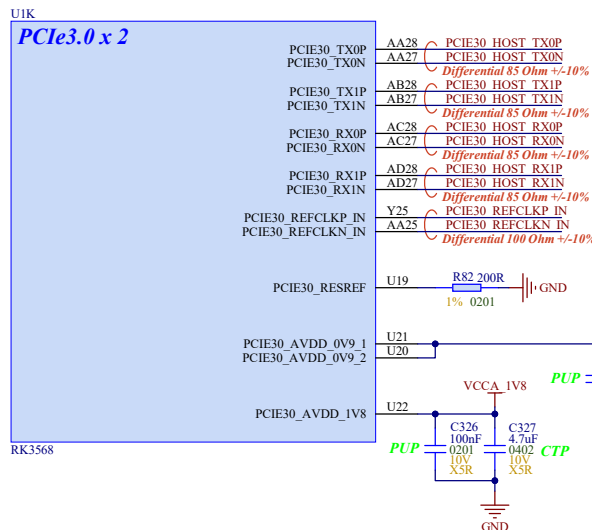 U1K
PCIe3.0 x 2
PCIE30_TX0P AA28 PCIE30_HOST_TX0P
PCIE30_TX0N AA27 PCIE30_HOST_TX0N
Differential 85 Ohm +/-10%
PCIE30_TX1P AB28 PCIE30_HOST_TX1P
PCIE30_TX1N AB27 PCIE30_HOST_TX1N
Differential 85 Ohm +/-10%
PCIE30_RX0P AC28 PCIE30_HOST_RX0P
PCIE30_RX0N AC27 PCIE30_HOST_RX0N
Differential 85 Ohm +/-10%
PCIE30_RX1P AD28 PCIE30_HOST_RX1P
PCIE30_RX1N AD27 PCIE30_HOST_RX1N
Differential 85 Ohm +/-10%
PCIE30_REFCLKP_IN Y25 PCIE30_REFCLKP_IN
PCIE30_REFCLKN_IN AA25 PCIE30_REFCLKN_IN
Differential 100 Ohm +/-10%
R82 200R
PCIE30_RESREF U19 GND
1% 0201
PCIE30_AVDD_0V9_1 U21
PCIE30_AVDD_0V9_2 U20
PUP
VCCA_1V8
PCIE30_AVDD_1V8 U22
C326 C327
100nF 4.7uF
PUP 0201 0402 CTP
10V 10V
X5R X5R
RK3568
GND